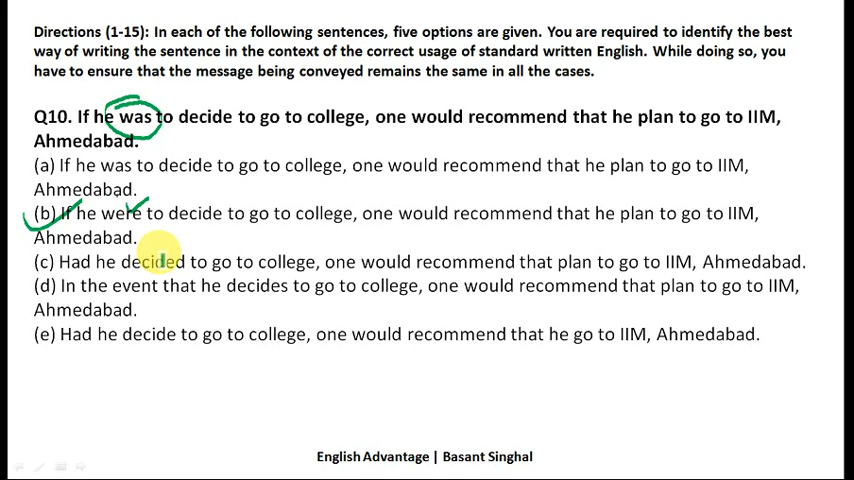 Directions (1-15): In each of the following sentences, five options are given. You are required to identify the best
way of writing the sentence in the context of the correct usage of standard written English. While doing so, you
have to ensure that the message being conveyed remains the same in all the cases.
Q10. If he was to decide to go to college, one would recommend that he plan to go to IIM,
Ahmedabad.
(a) If he was to decide to go to college, one would recommend that he plan to go to IIM,
Ahmedabad.
(b) If he were to decide to go to college, one would recommend that he plan to go to IIM,
Ahmedabad.
(c) Had he decided to go to college, one would recommend that plan to go to IIM, Ahmedabad.
(d) In the event that he decides to go to college, one would recommend that plan to go to IIM,
Ahmedabad.
(e) Had he decide to go to college, one would recommend that he go to IIM, Ahmedabad.
English Advantage | Basant Singhal